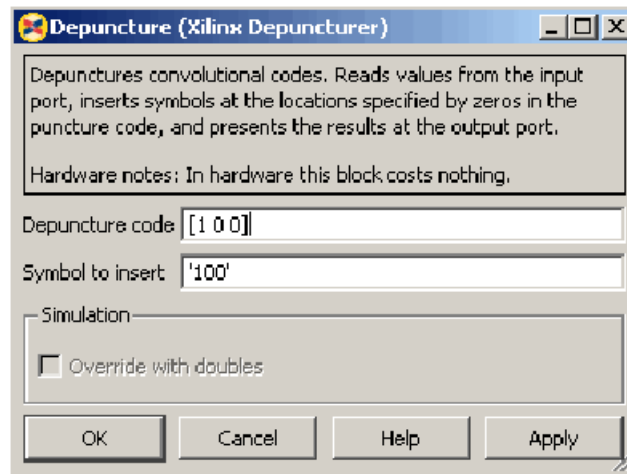 Depuncture (Xilinx Depuncturer)
Depunctures convolutional codes. Reads values from the input
port, inserts symbols at the locations specified by zeros in the
puncture code, and presents the results at the output port.
Hardware notes: In hardware this block costs nothing.
Depuncture code [1 0 0]
Symbol to insert '100'
Simulation
Override with doubles
OK Cancel Help Apply